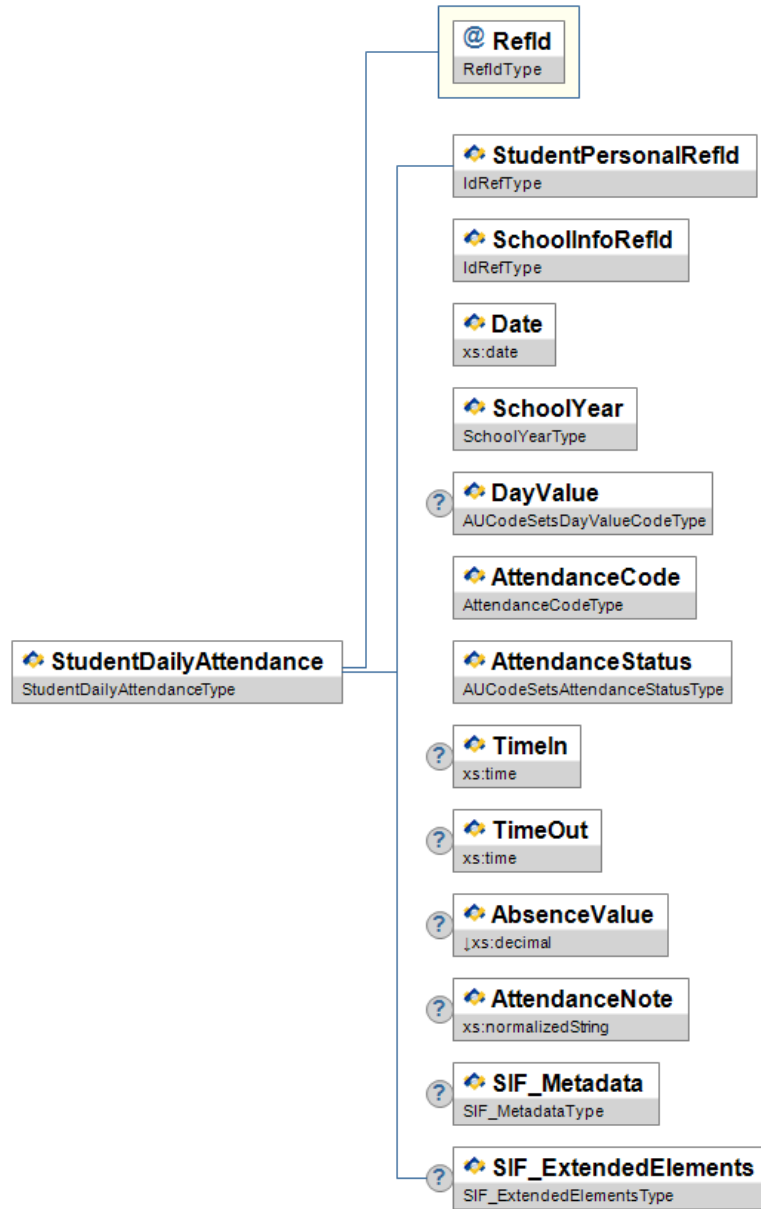 @ RefId
RefIdType
StudentPersonalRefId
IdRefType
SchoolInfoRefId
IdRefType
Date
xs:date
SchoolYear
SchoolYearType
? DayValue
AUCodeSetsDayValueCodeType
AttendanceCode
AttendanceCodeType
StudentDailyAttendance
StudentDailyAttendanceType
AttendanceStatus
AUCodeSetsAttendanceStatusType
? TimeIn
xs:time
? TimeOut
xs:time
? AbsenceValue
↓xs:decimal
? AttendanceNote
xs:normalizedString
? SIF_Metadata
SIF_MetadataType
? SIF_ExtendedElements
SIF_ExtendedElementsType